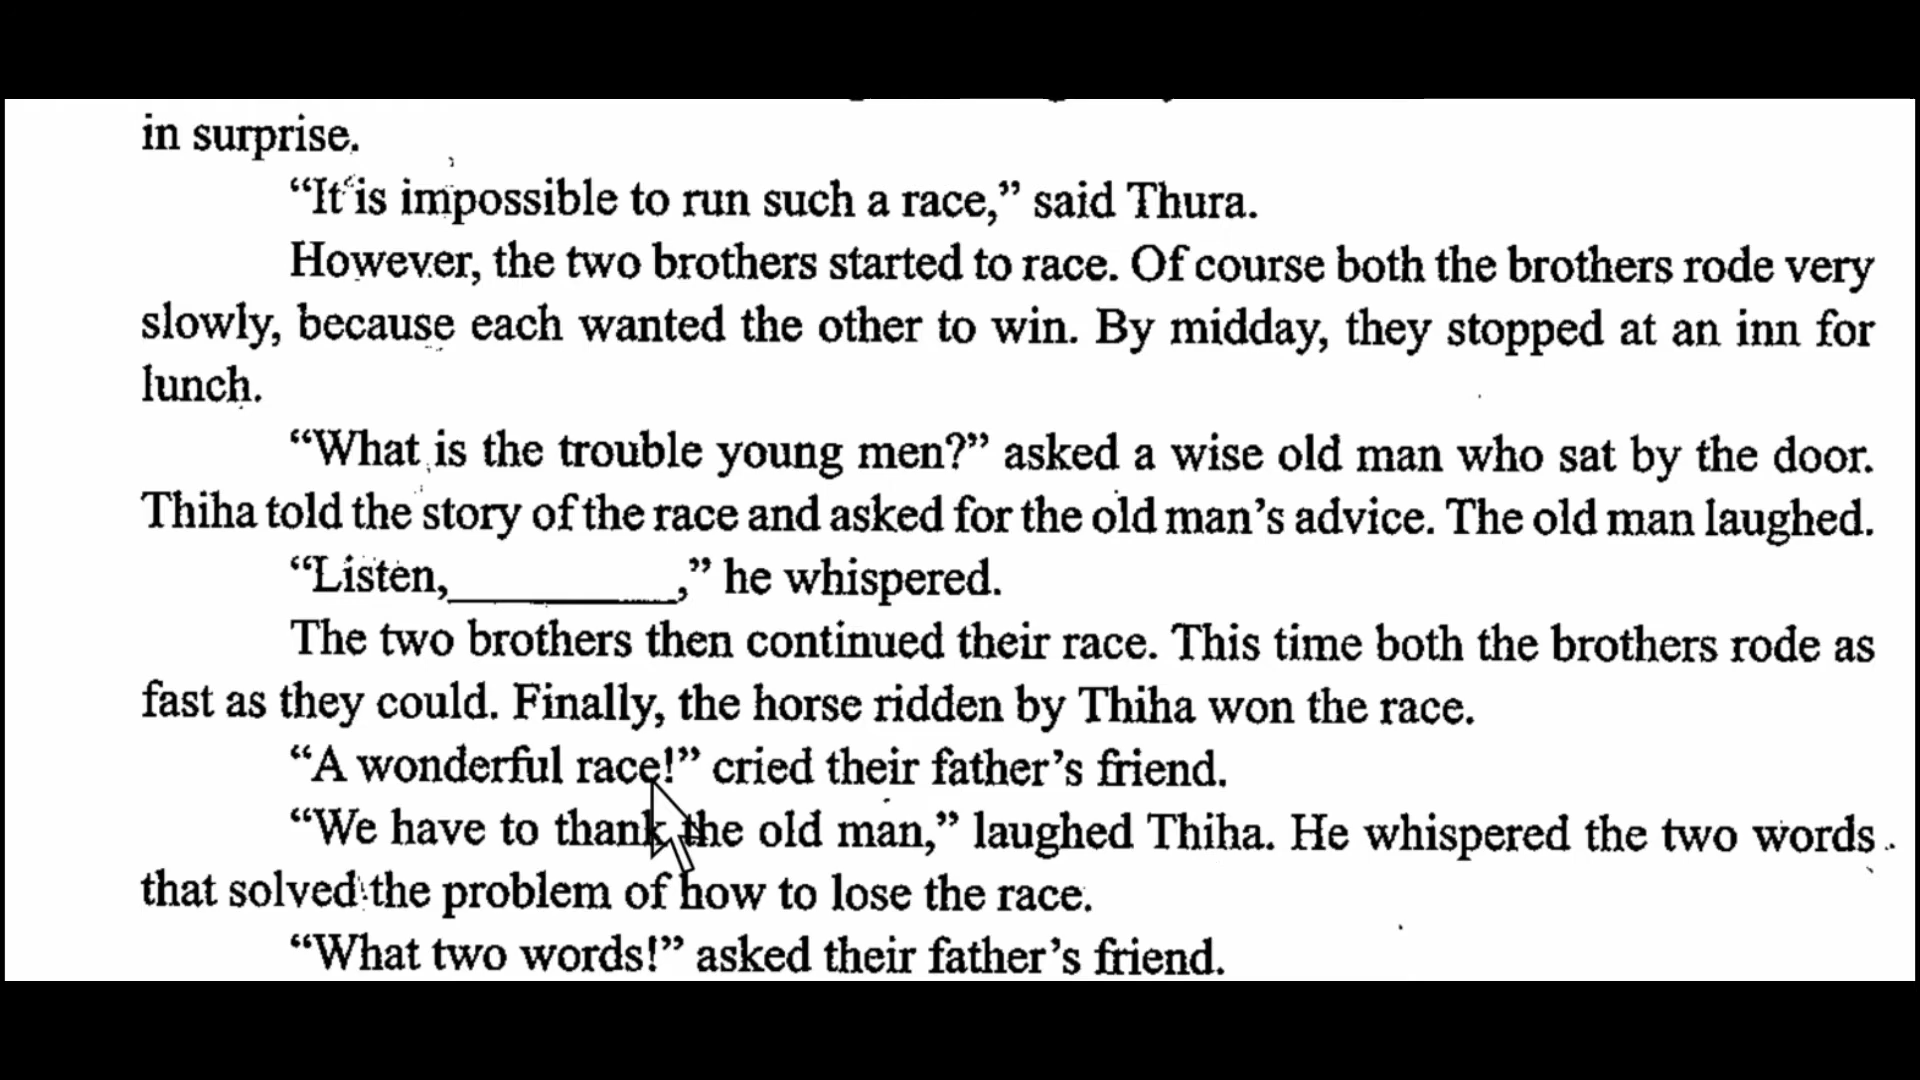 in surprise.
“It is impossible to run such a race,” said Thura.
However, the two brothers started to race. Of course both the brothers rode very
slowly, because each wanted the other to win. By midday, they stopped at an inn for
lunch.
“What is the trouble young men?” asked a wise old man who sat by the door.
Thiha told the story of the race and asked for the old man’s advice. The old man laughed.
“Listen,__________,” he whispered.
The two brothers then continued their race. This time both the brothers rode as
fast as they could. Finally, the horse ridden by Thiha won the race.
“A wonderful race!” cried their father’s friend.
“We have to thank the old man,” laughed Thiha. He whispered the two words
that solved the problem of how to lose the race.
“What two words!” asked their father’s friend.